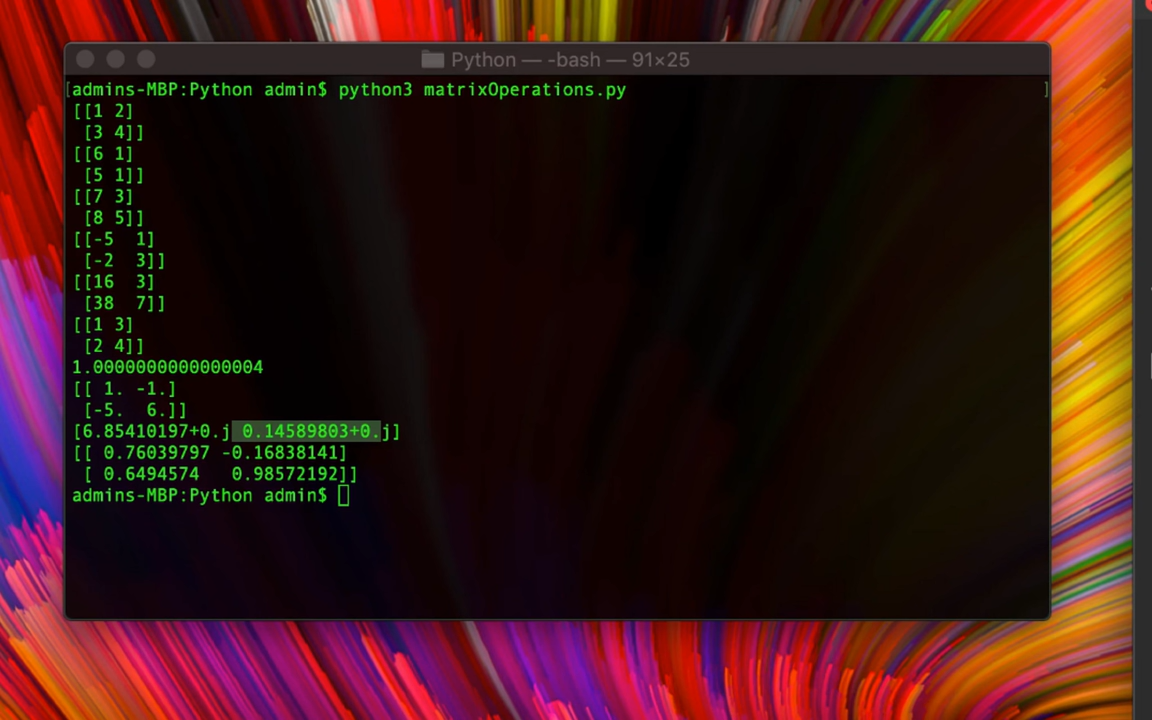 Python — -bash — 91×25
[admins-MBP:Python admin$ python3 matrixOperations.py ]
[[1 2]
 [3 4]]
[[6 1]
 [5 1]]
[[7 3]
 [8 5]]
[[-5  1]
 [-2  3]]
[[16  3]
 [38  7]]
[[1 3]
 [2 4]]
1.0000000000000004
[[ 1. -1.]
 [-5.  6.]]
[6.85410197+0.j 0.14589803+0.j]
[[ 0.76039797 -0.16838141]
 [ 0.6494574   0.98572192]]
admins-MBP:Python admin$